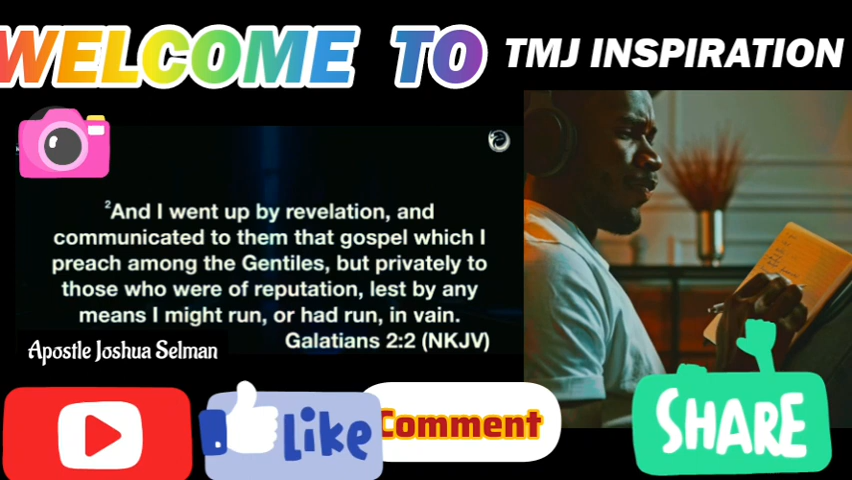 WELCOME TO TMJ INSPIRATION
2And I went up by revelation, and
communicated to them that gospel which I
preach among the Gentiles, but privately to
those who were of reputation, lest by any
means I might run, or had run, in vain.
Galatians 2:2 (NKJV)
Apostle Joshua Selman
Like
Comment
SHARE